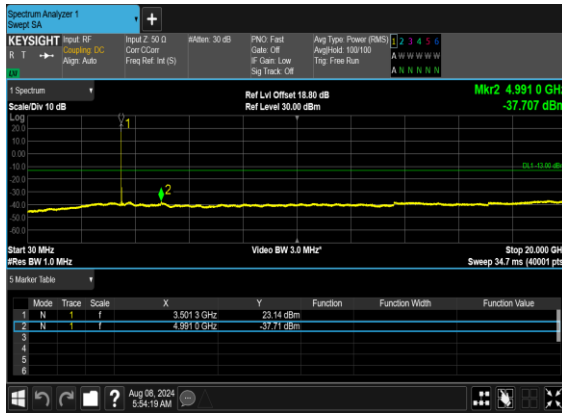 Spectrum Analyzer 1
Swept SA
+
KEYSIGHT Input: RF Input Z: 50 Ω #Atten: 30 dB PNO: Fast Avg Type: Power (RMS) 1 2 3 4 5 6
R T Coupling: DC Corr CCorr Gate: Off Avg|Hold: 100/100 A W W W W W
Align: Auto Freq Ref: Int (S) IF Gain: Low Trig: Free Run
Sig Track: Off A N N N N N
1 Spectrum
Scale/Div 10 dB
Ref Lvl Offset 18.80 dB
Ref Level 30.00 dBm
Mkr2 4.991 0 GHz
-37.707 dBm
Log
20.0
10.0
0.00
-10.0
-20.0
-30.0
-40.0
-50.0
-60.0
1
2
DL1 -13.00 dBm
Start 30 MHz Video BW 3.0 MHz* Stop 20.000 GHz
#Res BW 1.0 MHz Sweep 34.7 ms (40001 pts)
5 Marker Table
Mode Trace Scale X Y Function Function Width Function Value
1 N 1 f 3.501 3 GHz 23.14 dBm
2 N 1 f 4.991 0 GHz -37.71 dBm
3
4
5
6
? Aug 08, 2024
5:54:19 AM